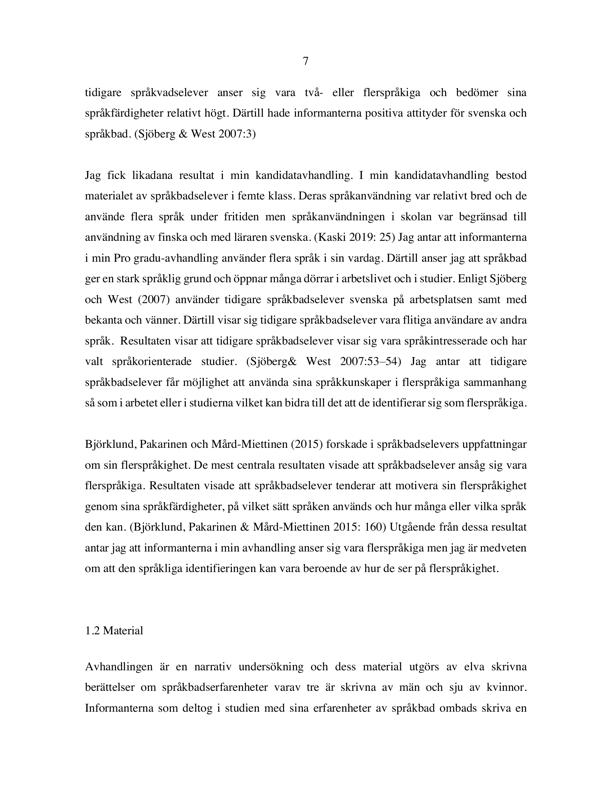 7
tidigare språkvadselever anser sig vara två- eller flerspråkiga och bedömer sina
språkfärdigheter relativt högt. Därtill hade informanterna positiva attityder för svenska och
språkbad. (Sjöberg & West 2007:3)
Jag fick likadana resultat i min kandidatavhandling. I min kandidatavhandling bestod
materialet av språkbadselever i femte klass. Deras språkanvändning var relativt bred och de
använde flera språk under fritiden men språkanvändningen i skolan var begränsad till
användning av finska och med läraren svenska. (Kaski 2019: 25) Jag antar att informanterna
i min Pro gradu-avhandling använder flera språk i sin vardag. Därtill anser jag att språkbad
ger en stark språklig grund och öppnar många dörrar i arbetslivet och i studier. Enligt Sjöberg
och West (2007) använder tidigare språkbadselever svenska på arbetsplatsen samt med
bekanta och vänner. Därtill visar sig tidigare språkbadselever vara flitiga användare av andra
språk. Resultaten visar att tidigare språkbadselever visar sig vara språkintresserade och har
valt språkorienterade studier. (Sjöberg& West 2007:53–54) Jag antar att tidigare
språkbadselever får möjlighet att använda sina språkkunskaper i flerspråkiga sammanhang
så som i arbetet eller i studierna vilket kan bidra till det att de identifierar sig som flerspråkiga.
Björklund, Pakarinen och Mård-Miettinen (2015) forskade i språkbadselevers uppfattningar
om sin flerspråkighet. De mest centrala resultaten visade att språkbadselever ansåg sig vara
flerspråkiga. Resultaten visade att språkbadselever tenderar att motivera sin flerspråkighet
genom sina språkfärdigheter, på vilket sätt språken används och hur många eller vilka språk
den kan. (Björklund, Pakarinen & Mård-Miettinen 2015: 160) Utgående från dessa resultat
antar jag att informanterna i min avhandling anser sig vara flerspråkiga men jag är medveten
om att den språkliga identifieringen kan vara beroende av hur de ser på flerspråkighet.
1.2 Material
Avhandlingen är en narrativ undersökning och dess material utgörs av elva skrivna
berättelser om språkbadserfarenheter varav tre är skrivna av män och sju av kvinnor.
Informanterna som deltog i studien med sina erfarenheter av språkbad ombads skriva en